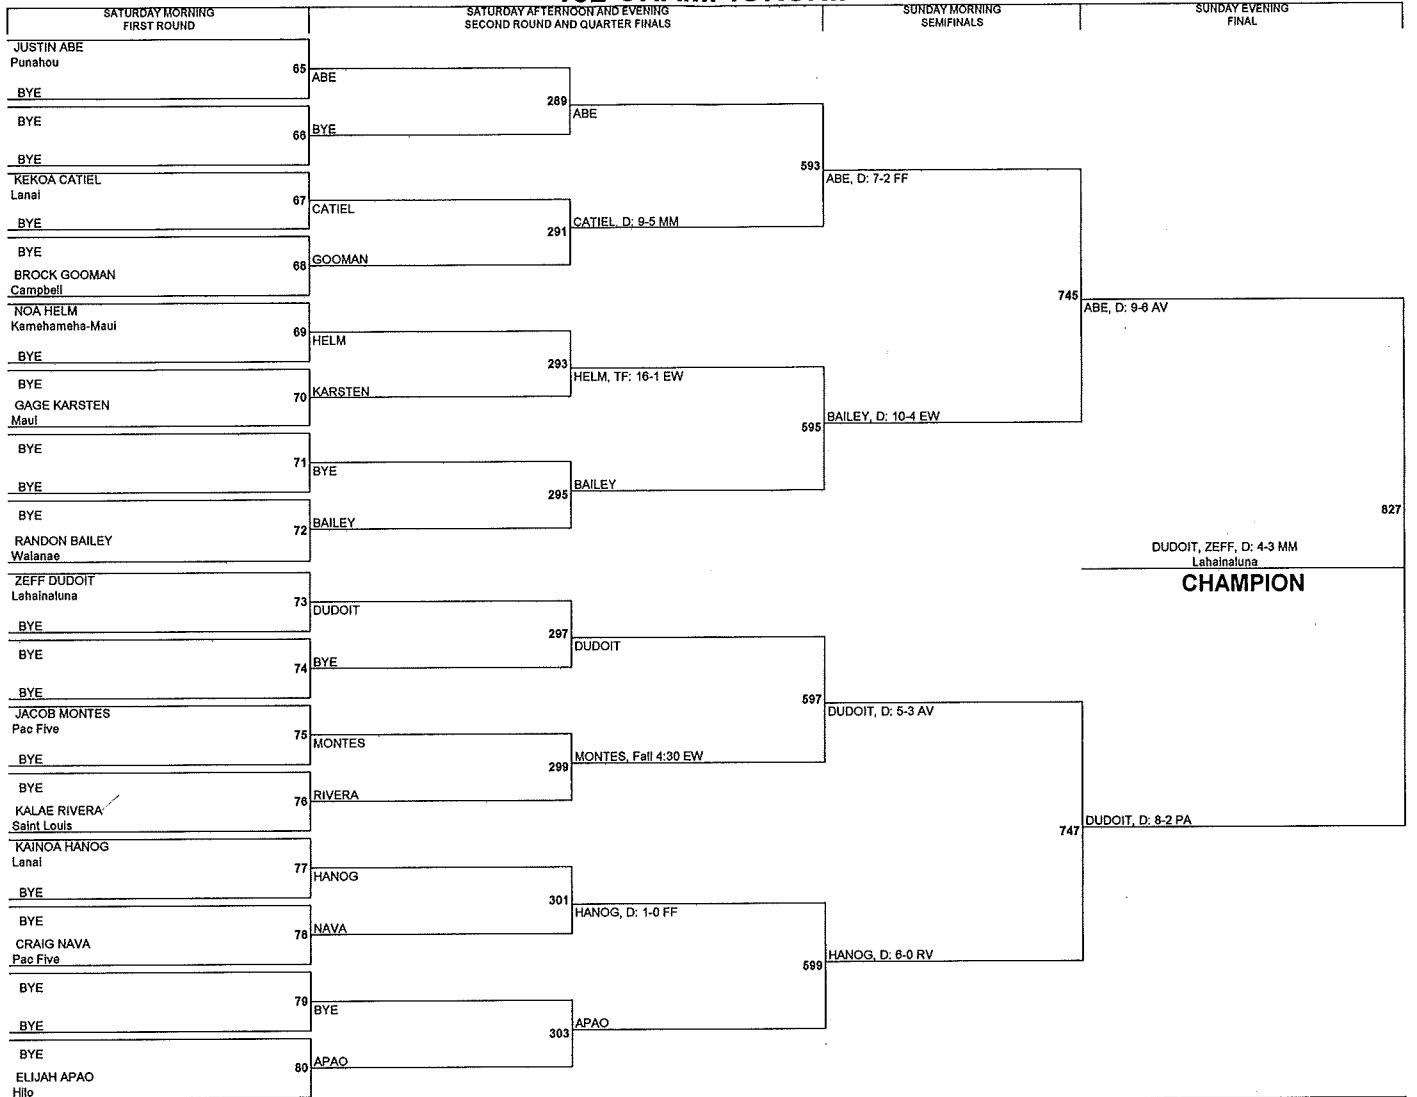 SATURDAY MORNING
FIRST ROUND
SATURDAY AFTERNOON AND EVENING
SECOND ROUND AND QUARTER FINALS
SUNDAY MORNING
SEMIFINALS
SUNDAY EVENING
FINAL
JUSTIN ABE
Punahou
BYE
65
BYE
BYE
66
KEKOA CATIEL
Lanai
BYE
67
BYE
BROCK GOOMAN
Campbell
68
NOA HELM
Kamehameha-Maui
BYE
69
BYE
GAGE KARSTEN
Maui
70
BYE
BYE
71
BYE
RANDON BAILEY
Waianae
72
ZEFF DUDOIT
Lahainaluna
BYE
73
BYE
BYE
74
JACOB MONTES
Pac Five
BYE
75
BYE
KALAE RIVERA
Saint Louis
76
KAINOA HANOG
Lanai
BYE
77
BYE
CRAIG NAVA
Pac Five
78
BYE
BYE
79
BYE
ELIJAH APAO
Hilo
80
ABE
289
BYE
CATIEL
291
GOOMAN
HELM
293
KARSTEN
BYE
295
BAILEY
DUDOIT
297
BYE
MONTES
299
RIVERA
HANOG
301
NAVA
BYE
303
APAO
ABE
593
CATIEL, D: 9-5 MM
HELM, TF: 16-1 EW
595
BAILEY
DUDOIT
597
MONTES, Fall 4:30 EW
HANOG, D: 1-0 FF
599
APAO
ABE, D: 7-2 FF
745
BAILEY, D: 10-4 EW
DUDOIT, D: 5-3 AV
747
HANOG, D: 6-0 RV
ABE, D: 9-6 AV
827
DUDOIT, ZEFF, D: 4-3 MM
Lahainaluna
CHAMPION
DUDOIT, D: 8-2 PA